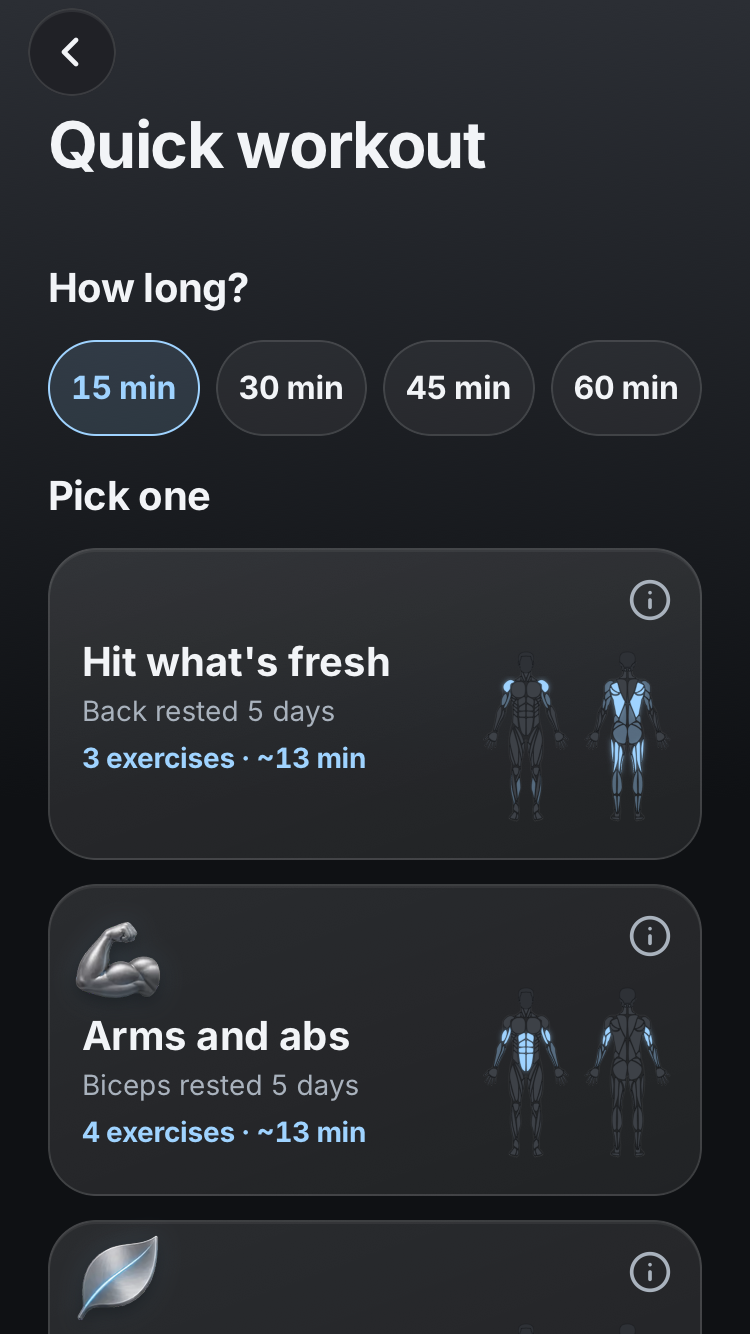 Quick workout
How long?
15 min
30 min
45 min
60 min
Pick one
Hit what's fresh
Back rested 5 days
3 exercises · ~13 min
Arms and abs
Biceps rested 5 days
4 exercises · ~13 min